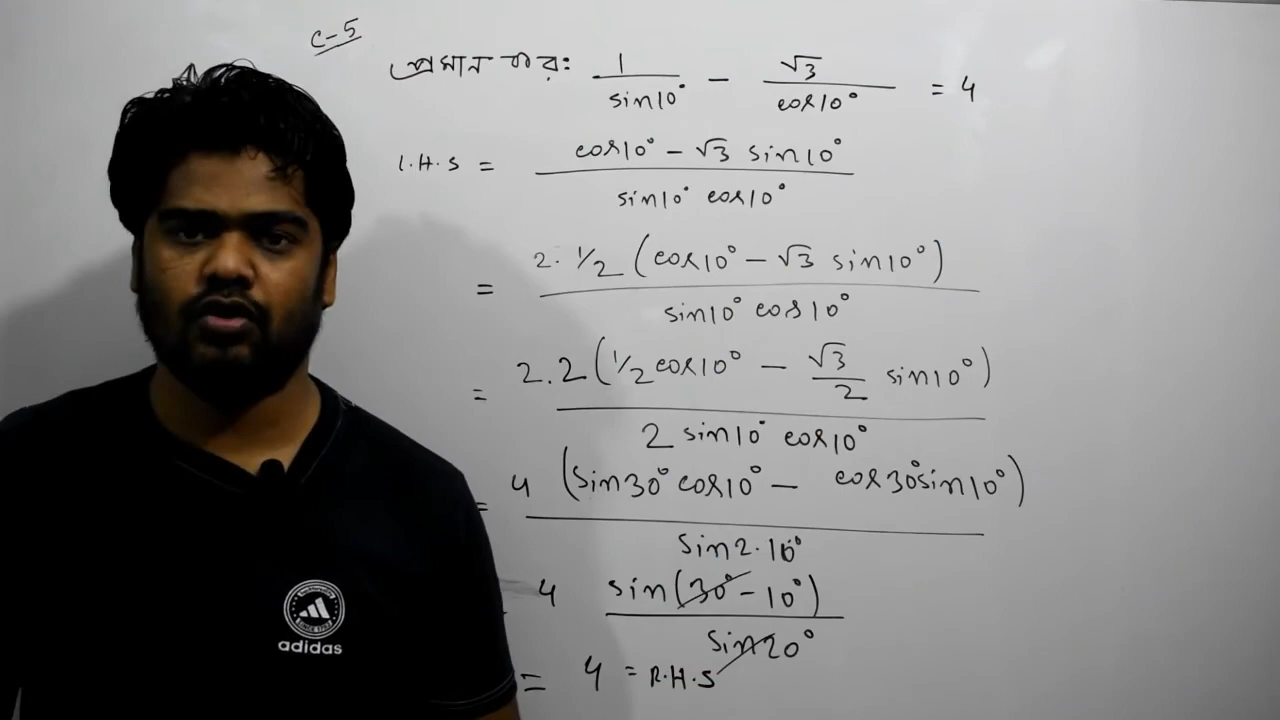 C-5
প্রমান কর: 1/sin10° - √3/cos10° = 4
L.H.S = (cos10° - √3 sin10°)/(sin10° cos10°)
= 2. 1/2 (cos10° - √3 sin10°)/(sin10° cos10°)
= 2.2 (1/2 cos10° - √3/2 sin10°)/(2 sin10° cos10°)
= 4 (sin30° cos10° - cos30° sin10°)/(sin2.10°)
4 sin(30° - 10°)/sin20°
= 4 = R.H.S
adidas